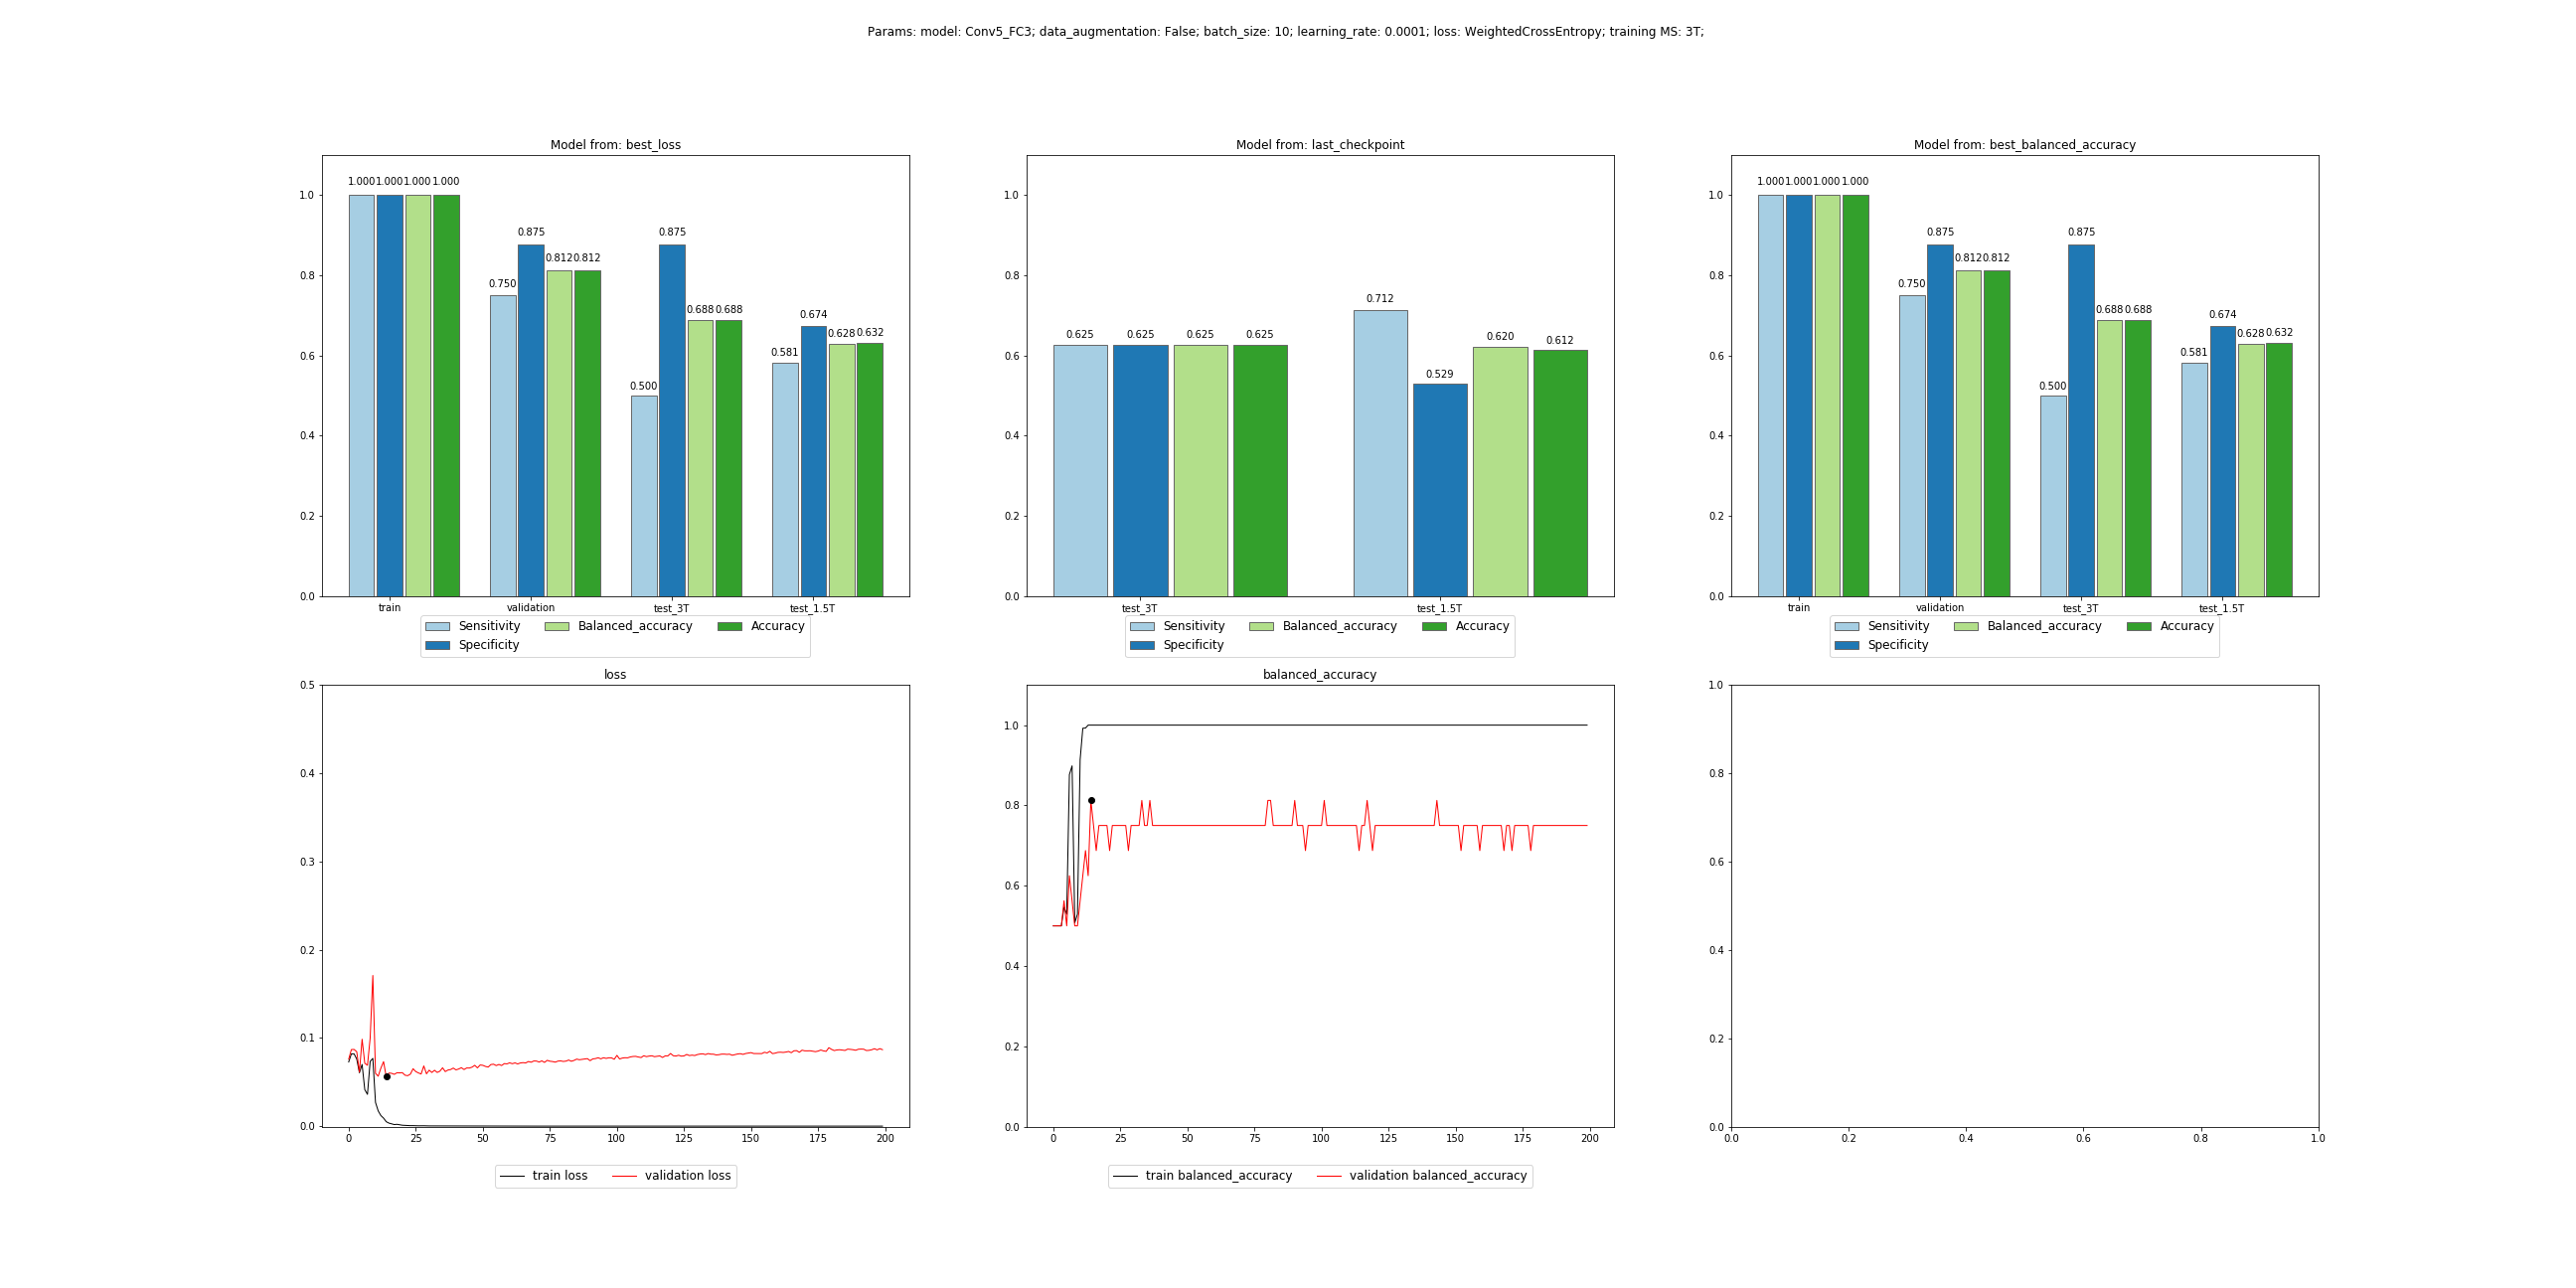 Params: model: Conv5_FC3; data_augmentation: False; batch_size: 10; learning_rate: 0.0001; loss: WeightedCrossEntropy; training MS: 3T;
Model from: best_loss
1.000 1.000 1.000 1.000
0.750 0.875 0.812 0.812
0.500 0.875 0.688 0.688
0.581 0.674 0.628 0.632
1.0
0.8
0.6
0.4
0.2
0.0
train validation test_3T test_1.5T
Sensitivity Balanced_accuracy Accuracy
Specificity
Model from: last_checkpoint
0.625 0.625 0.625 0.625
0.712 0.529 0.620 0.612
1.0
0.8
0.6
0.4
0.2
0.0
test_3T test_1.5T
Sensitivity Balanced_accuracy Accuracy
Specificity
Model from: best_balanced_accuracy
1.000 1.000 1.000 1.000
0.750 0.875 0.812 0.812
0.500 0.875 0.688 0.688
0.581 0.674 0.628 0.632
1.0
0.8
0.6
0.4
0.2
0.0
train validation test_3T test_1.5T
Sensitivity Balanced_accuracy Accuracy
Specificity
loss
0.5
0.4
0.3
0.2
0.1
0.0
0 25 50 75 100 125 150 175 200
train loss validation loss
balanced_accuracy
1.0
0.8
0.6
0.4
0.2
0.0
0 25 50 75 100 125 150 175 200
train balanced_accuracy validation balanced_accuracy
1.0
0.8
0.6
0.4
0.2
0.0
0.0 0.2 0.4 0.6 0.8 1.0